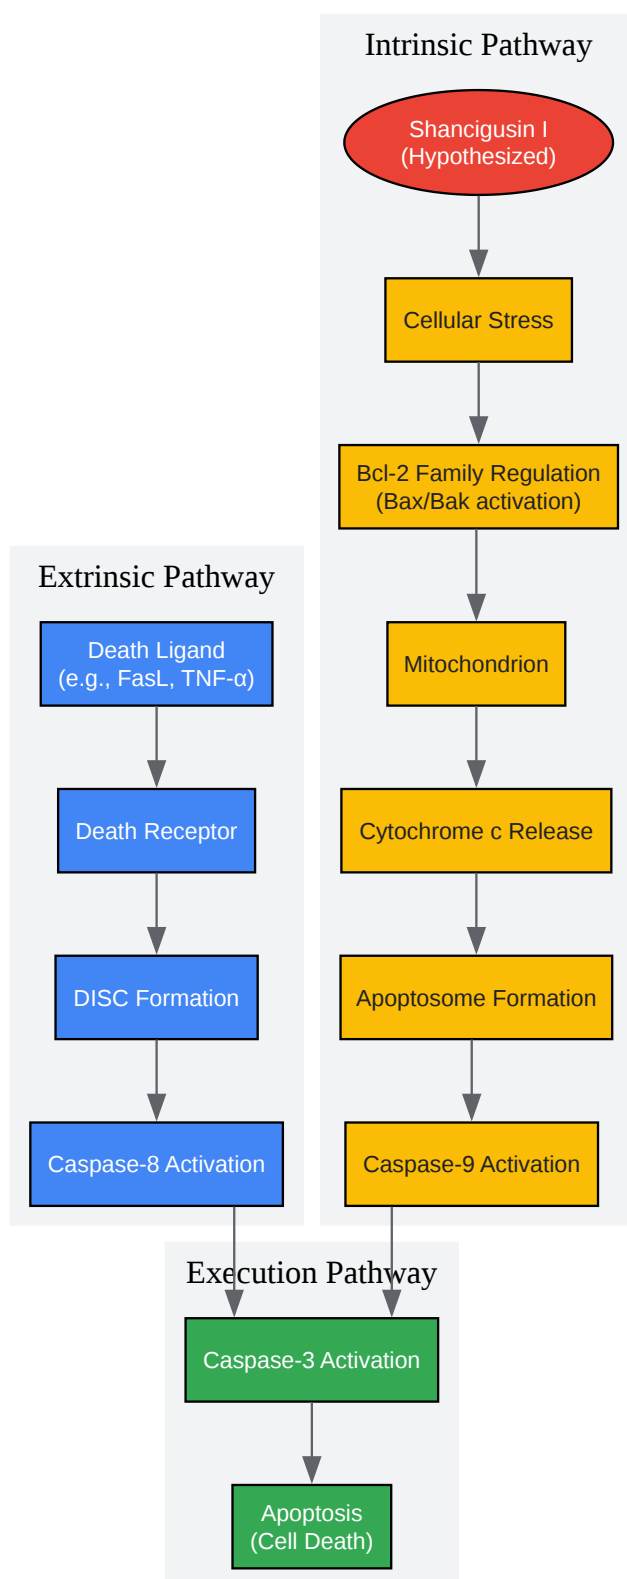 Intrinsic Pathway
Shancigusin I
(Hypothesized)
Cellular Stress
Bcl-2 Family Regulation
(Bax/Bak activation)
Mitochondrion
Cytochrome c Release
Apoptosome Formation
Caspase-9 Activation
Extrinsic Pathway
Death Ligand
(e.g., FasL, TNF-α)
Death Receptor
DISC Formation
Caspase-8 Activation
Execution Pathway
Caspase-3 Activation
Apoptosis
(Cell Death)